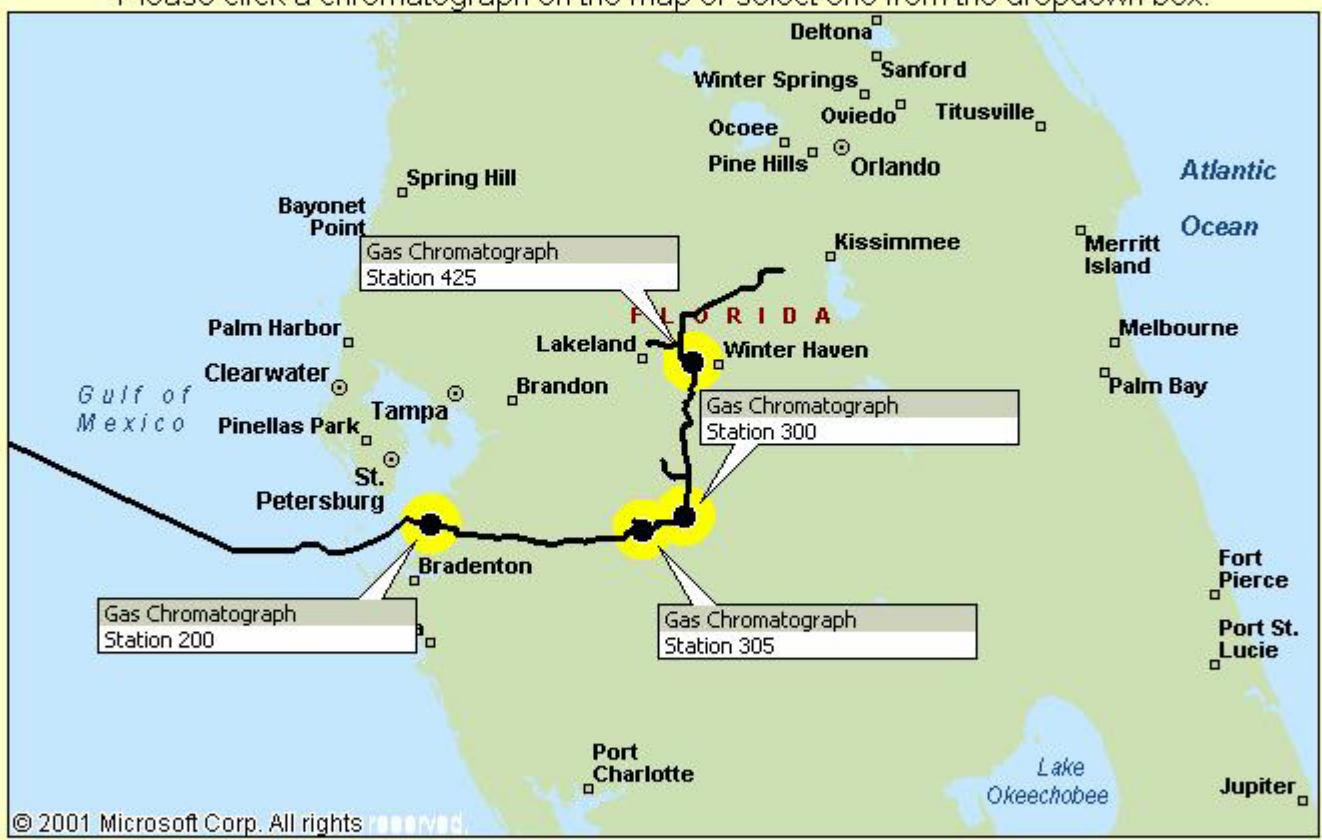 Please click a chromatograph on the map or select one from the dropdown box.
Deltona
Sanford
Winter Springs
Oviedo
Titusville
Ocoee
Pine Hills
Orlando
Atlantic
Ocean
Spring Hill
Bayonet
Point
Kissimmee
Merritt
Island
Gas Chromatograph
Station 425
FLORIDA
Palm Harbor
Lakeland
Winter Haven
Melbourne
Clearwater
Brandon
Palm Bay
Gulf of
Mexico
Tampa
Pinellas Park
Gas Chromatograph
Station 300
St.
Petersburg
Bradenton
Fort
Pierce
Gas Chromatograph
Station 200
Gas Chromatograph
Station 305
Port St.
Lucie
Port
Charlotte
Lake
Okeechobee
Jupiter
© 2001 Microsoft Corp. All rights reserved.